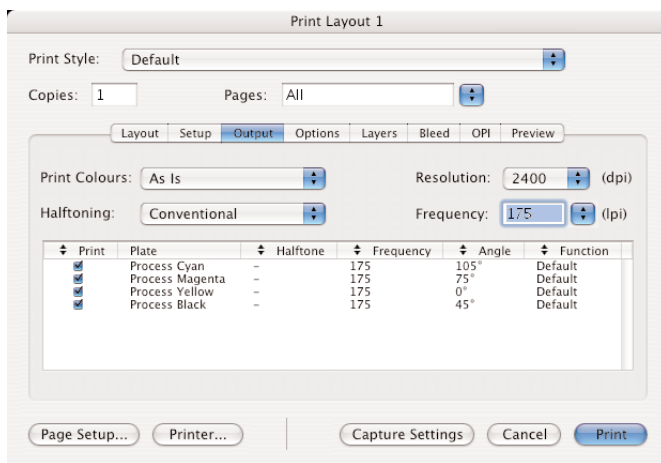 Print Layout 1
Print Style: Default
Copies: 1 Pages: All
Layout Setup Output Options Layers Bleed OPI Preview
Print Colours: As Is Resolution: 2400 (dpi)
Halftoning: Conventional Frequency: 175 (lpi)
Print Plate Halftone Frequency Angle Function
Process Cyan – 175 105° Default
Process Magenta – 175 75° Default
Process Yellow – 175 0° Default
Process Black – 175 45° Default
Page Setup... Printer... Capture Settings Cancel Print